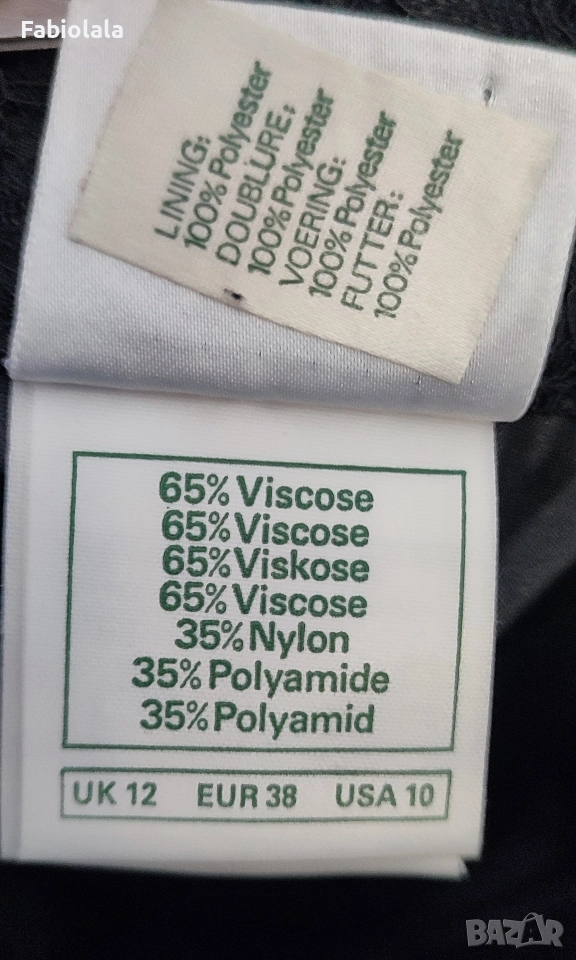 Fabiolala
LINING:
100% Polyester
DOUBLURE:
100% Polyester
VOERING:
100% Polyester
FUTTER:
100% Polyester
65% Viscose
65% Viscose
65% Viskose
65% Viscose
35% Nylon
35% Polyamide
35% Polyamid
UK 12 EUR 38 USA 10
BAZAR